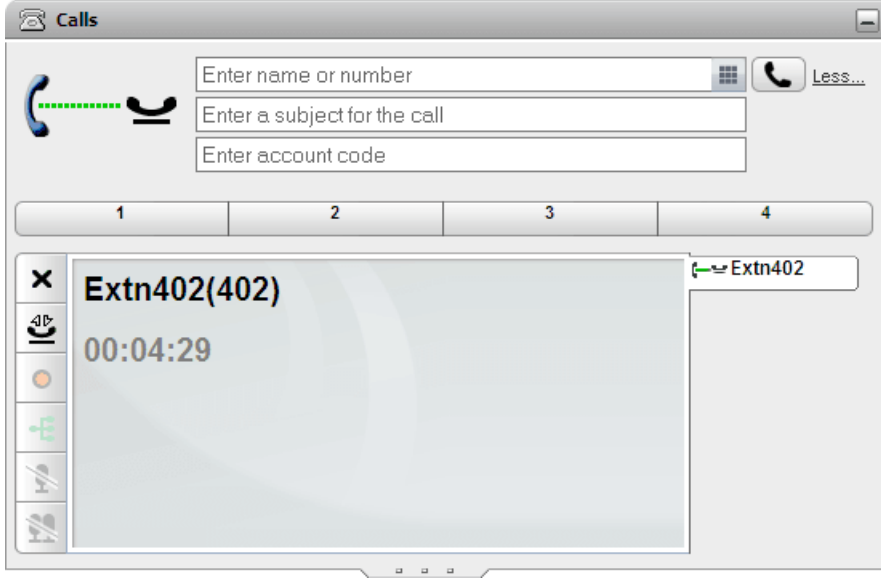 Calls
Enter name or number
Less...
Enter a subject for the call
Enter account code
1 2 3 4
Extn402(402)
Extn402
00:04:29